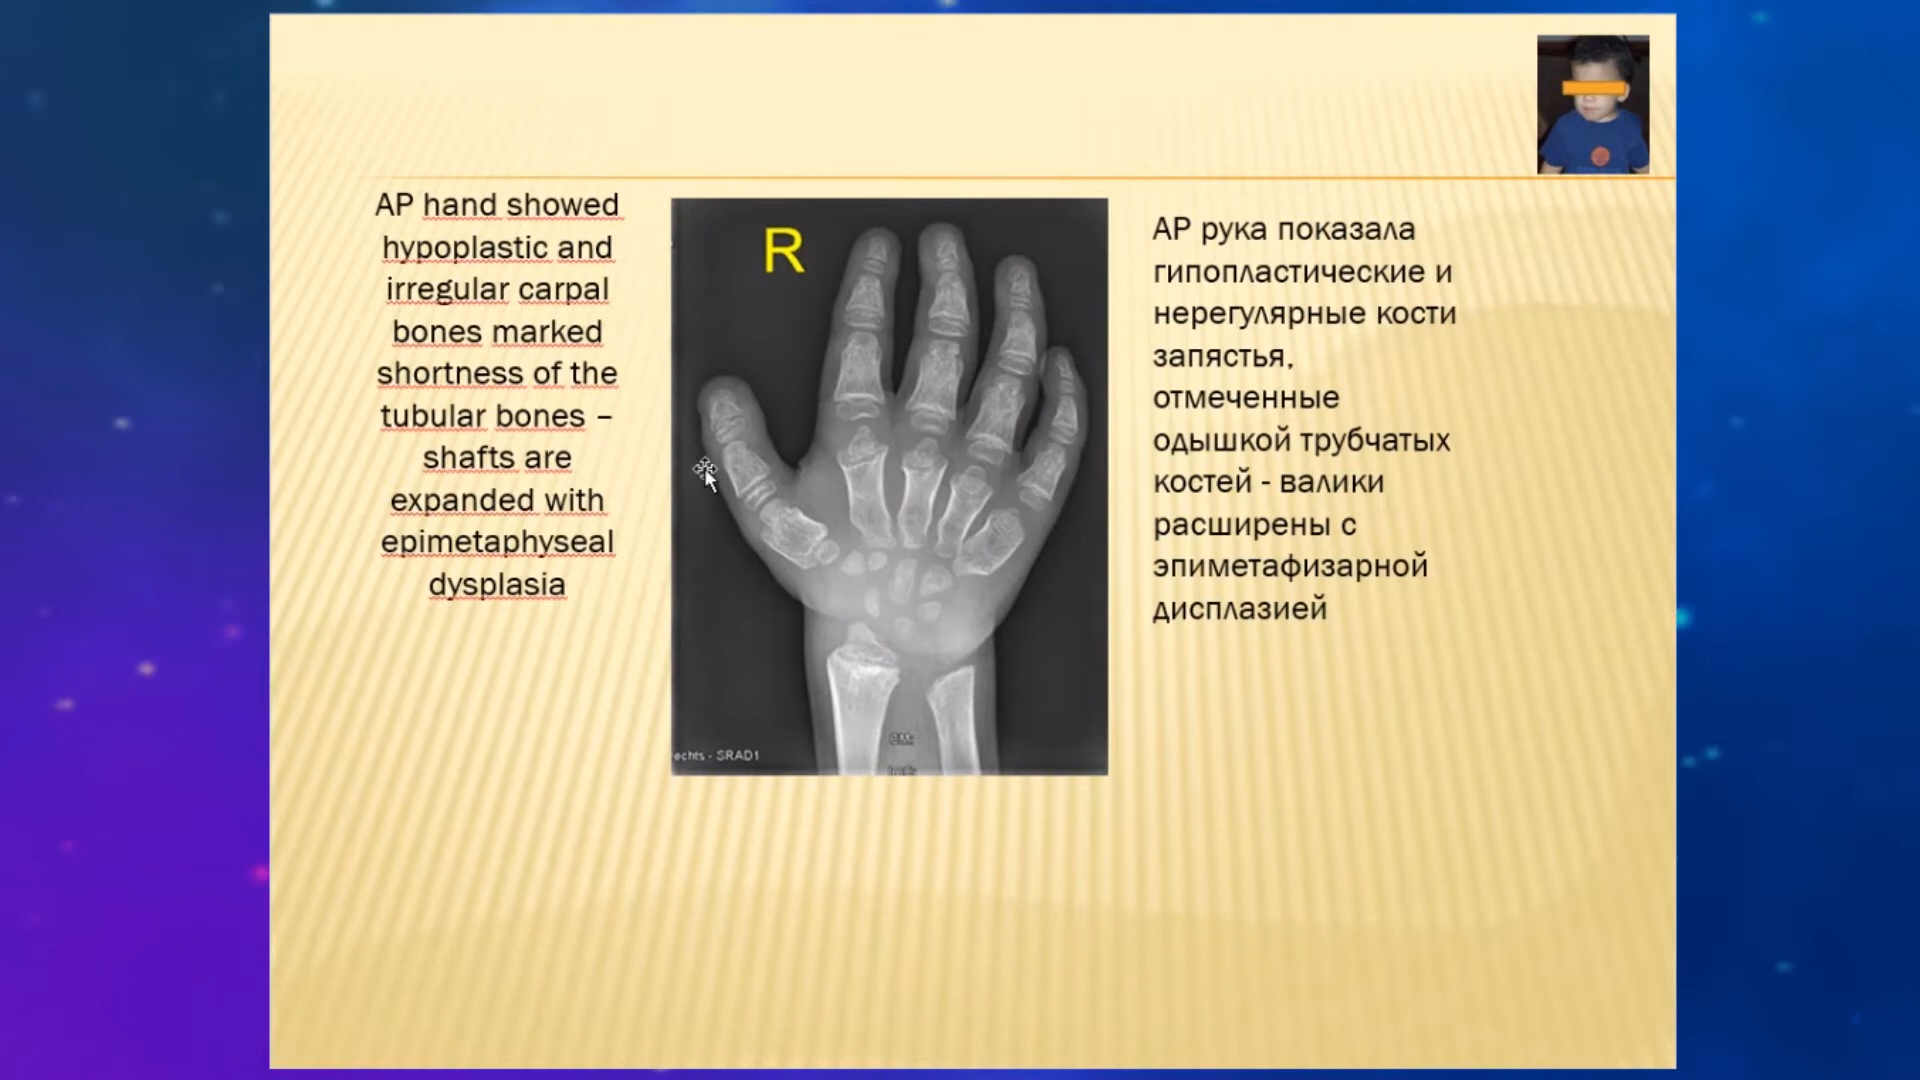 AP hand showed
hypoplastic and
irregular carpal
bones marked
shortness of the
tubular bones –
shafts are
expanded with
epimetaphyseal
dysplasia
R
echts - SRAD1
АР рука показала
гипопластические и
нерегулярные кости
запястья,
отмеченные
одышкой трубчатых
костей - валики
расширены с
эпиметафизарной
дисплазией